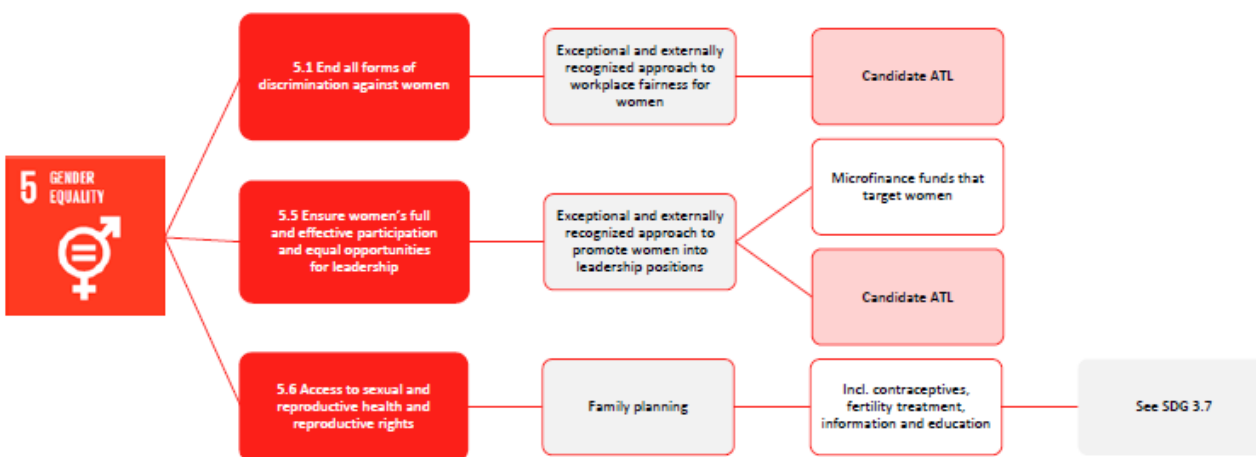 5.1 End all forms of
discrimination against women
Exceptional and externally
recognized approach to
workplace fairness for
women
Candidate ATL
5 GENDER
EQUALITY
5.5 Ensure women's full
and effective participation
and equal opportunities
for leadership
Exceptional and externally
recognized approach to
promote women into
leadership positions
Microfinance funds that
target women
Candidate ATL
5.6 Access to sexual and
reproductive health and
reproductive rights
Family planning
Incl. contraceptives,
fertility treatment,
information and education
See SDG 3.7